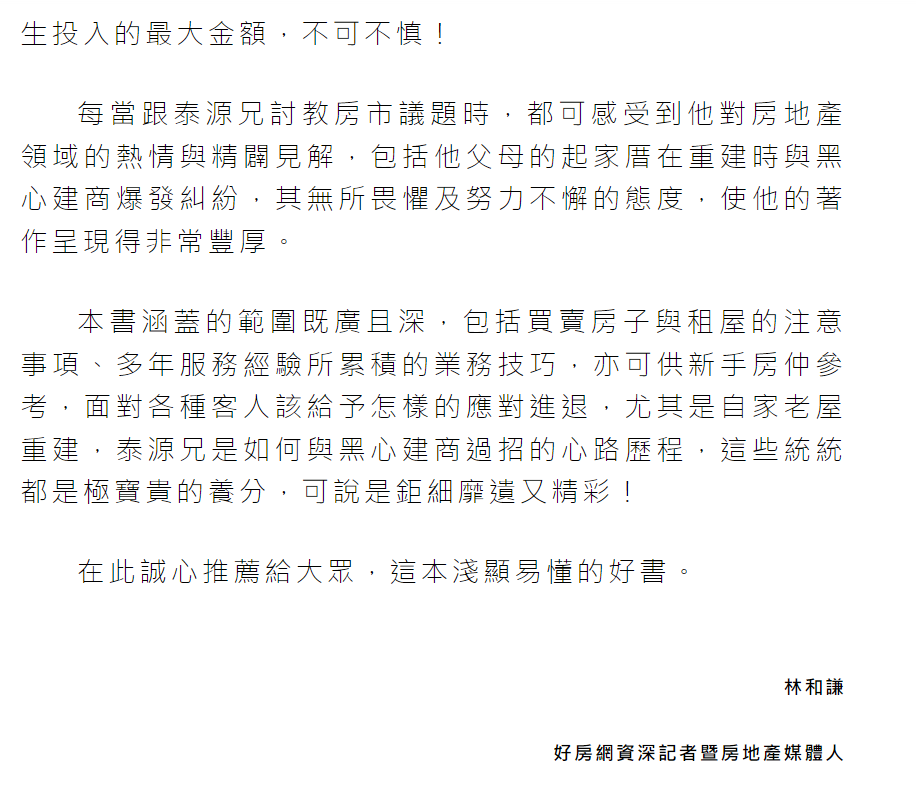 生投入的最大金額，不可不慎！
每當跟泰源兄討教房市議題時，都可感受到他對房地產
領域的熱情與精闢見解，包括他父母的起家厝在重建時與黑
心建商爆發糾紛，其無所畏懼及努力不懈的態度，使他的著
作呈現得非常豐厚。
本書涵蓋的範圍既廣且深，包括買賣房子與租屋的注意
事項、多年服務經驗所累積的業務技巧，亦可供新手房仲參
考，面對各種客人該給予怎樣的應對進退，尤其是自家老屋
重建，泰源兄是如何與黑心建商過招的心路歷程，這些統統
都是極寶貴的養分，可說是鉅細靡遺又精彩！
在此誠心推薦給大眾，這本淺顯易懂的好書。
林和謙
好房網資深記者暨房地產媒體人